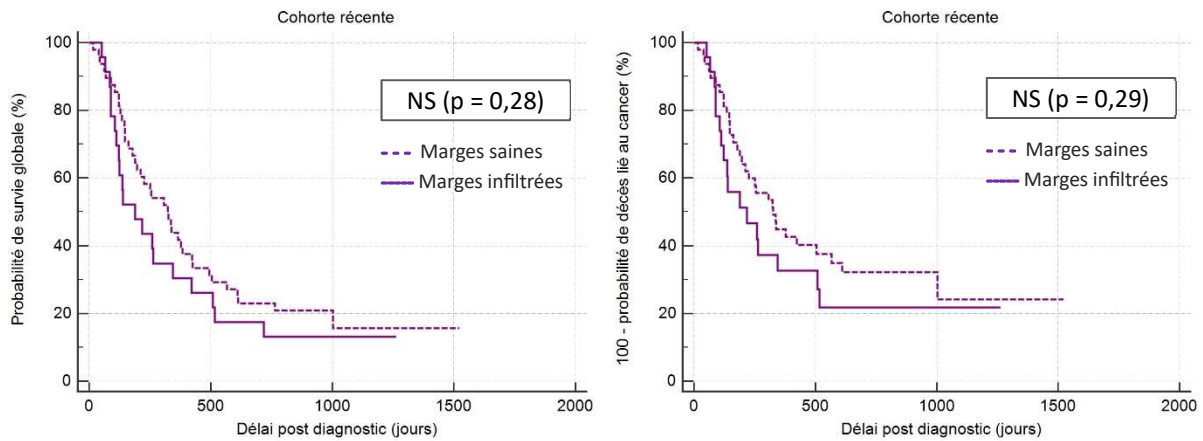 Cohorte récente
NS (p = 0,28)
Marges saines
Marges infiltrées
Probabilité de survie globale (%)
100
80
60
40
20
0
0 500 1000 1500 2000
Délai post diagnostic (jours)
Cohorte récente
NS (p = 0,29)
Marges saines
Marges infiltrées
100 - probabilité de décès lié au cancer (%)
100
80
60
40
20
0
0 500 1000 1500 2000
Délai post diagnostic (jours)